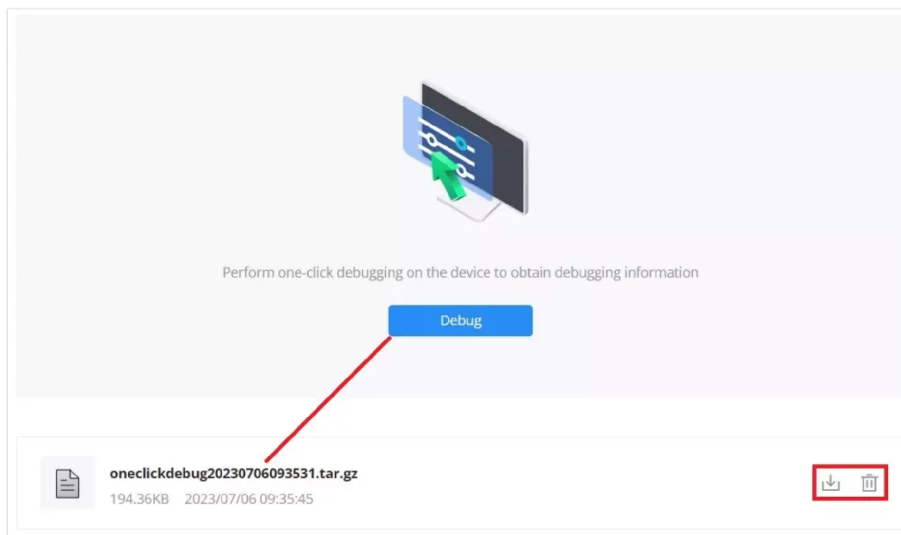 Perform one-click debugging on the device to obtain debugging information
Debug
oneclickdebug20230706093531.tar.gz
194.36KB 2023/07/06 09:35:45